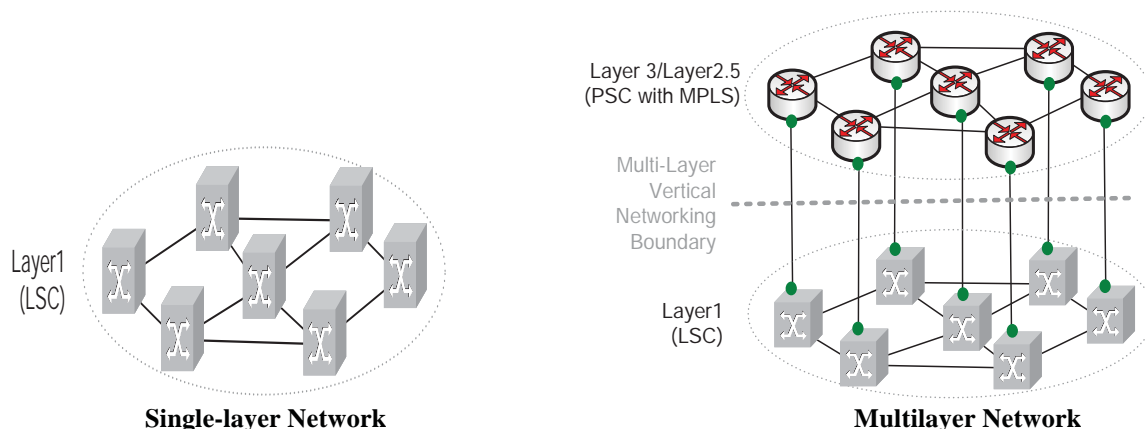 Layer1
(LSC)
Single-layer Network
Layer 3/Layer2.5
(PSC with MPLS)
Multi-Layer
Vertical
Networking
Boundary
Layer1
(LSC)
Multilayer Network